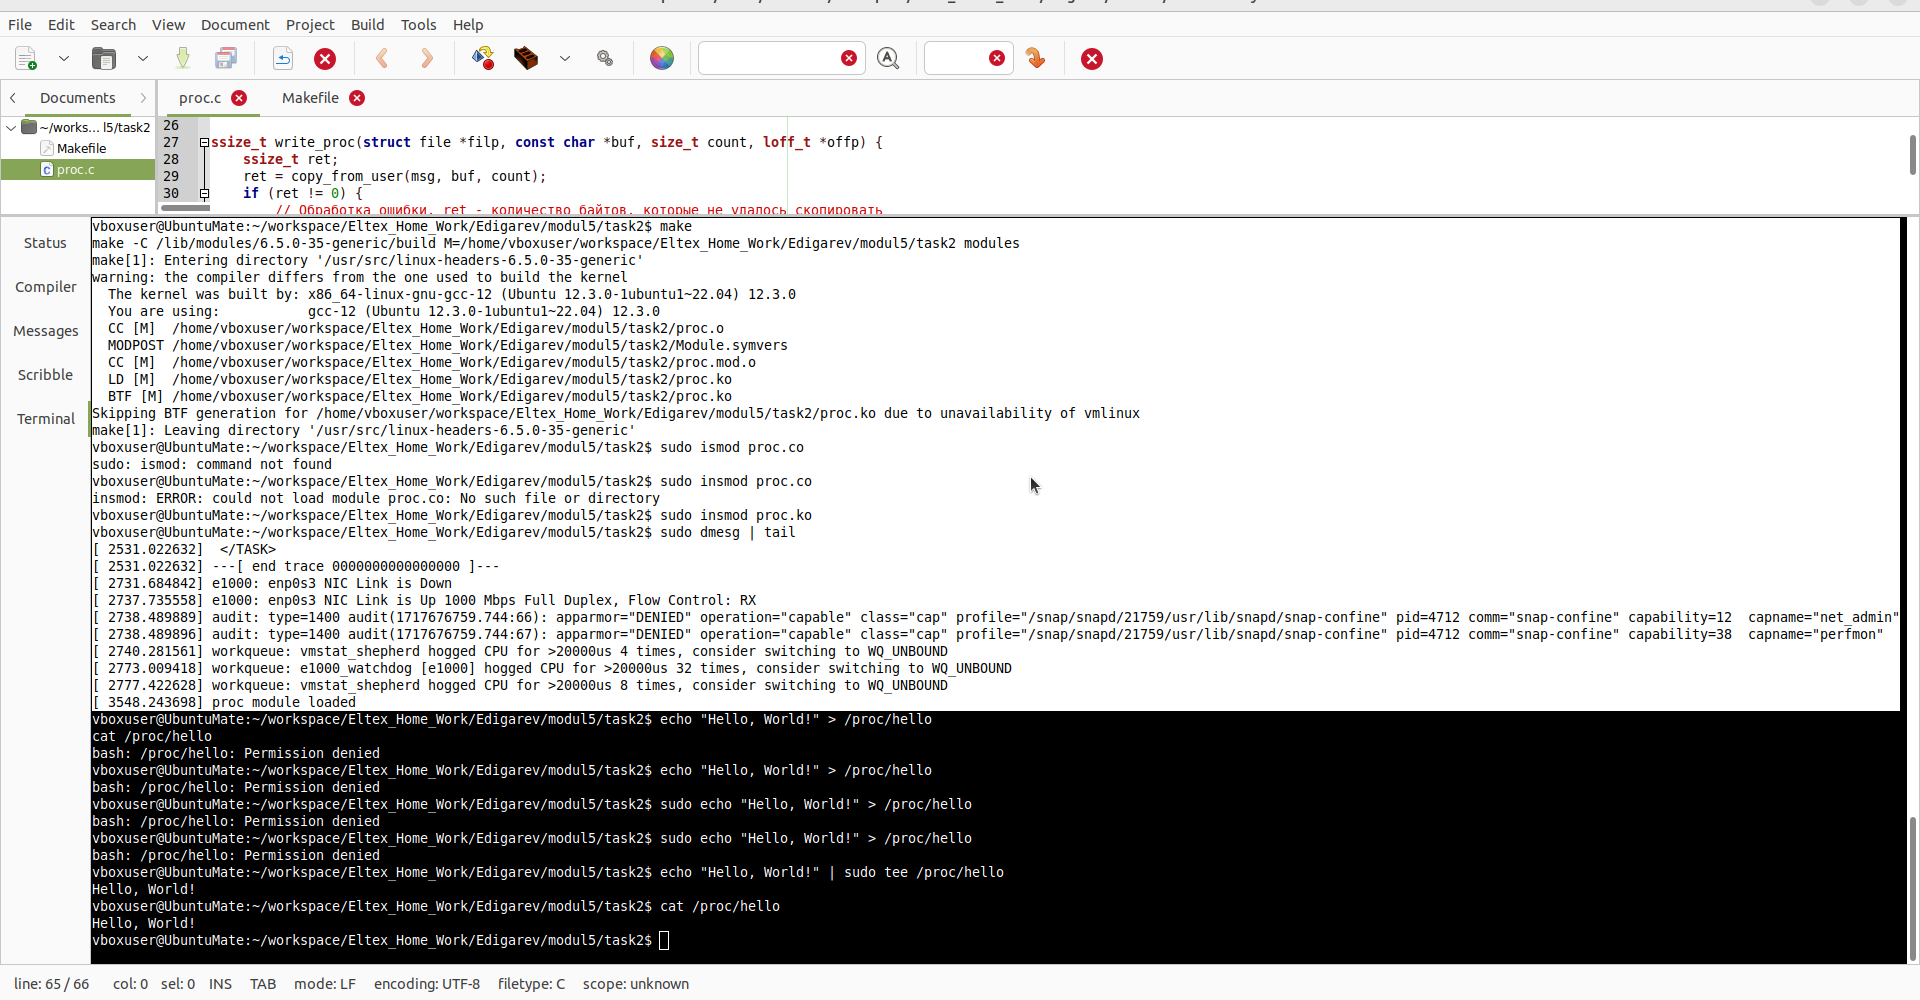 File Edit Search View Document Project Build Tools Help
Documents
proc.c
Makefile
~/works... l5/task2
Makefile
proc.c
26
27 ssize_t write_proc(struct file *filp, const char *buf, size_t count, loff_t *offp) {
28 ssize_t ret;
29 ret = copy_from_user(msg, buf, count);
30 if (ret != 0) {
// Обработка ошибки, ret - количество байтов, которые не удалось скопировать
Status
Compiler
Messages
Scribble
Terminal
vboxuser@UbuntuMate:~/workspace/Eltex_Home_Work/Edigarev/modul5/task2$ make
make -C /lib/modules/6.5.0-35-generic/build M=/home/vboxuser/workspace/Eltex_Home_Work/Edigarev/modul5/task2 modules
make[1]: Entering directory '/usr/src/linux-headers-6.5.0-35-generic'
warning: the compiler differs from the one used to build the kernel
The kernel was built by: x86_64-linux-gnu-gcc-12 (Ubuntu 12.3.0-1ubuntu1~22.04) 12.3.0
You are using: gcc-12 (Ubuntu 12.3.0-1ubuntu1~22.04) 12.3.0
CC [M] /home/vboxuser/workspace/Eltex_Home_Work/Edigarev/modul5/task2/proc.o
MODPOST /home/vboxuser/workspace/Eltex_Home_Work/Edigarev/modul5/task2/Module.symvers
CC [M] /home/vboxuser/workspace/Eltex_Home_Work/Edigarev/modul5/task2/proc.mod.o
LD [M] /home/vboxuser/workspace/Eltex_Home_Work/Edigarev/modul5/task2/proc.ko
BTF [M] /home/vboxuser/workspace/Eltex_Home_Work/Edigarev/modul5/task2/proc.ko
Skipping BTF generation for /home/vboxuser/workspace/Eltex_Home_Work/Edigarev/modul5/task2/proc.ko due to unavailability of vmlinux
make[1]: Leaving directory '/usr/src/linux-headers-6.5.0-35-generic'
vboxuser@UbuntuMate:~/workspace/Eltex_Home_Work/Edigarev/modul5/task2$ sudo ismod proc.co
sudo: ismod: command not found
vboxuser@UbuntuMate:~/workspace/Eltex_Home_Work/Edigarev/modul5/task2$ sudo insmod proc.co
insmod: ERROR: could not load module proc.co: No such file or directory
vboxuser@UbuntuMate:~/workspace/Eltex_Home_Work/Edigarev/modul5/task2$ sudo insmod proc.ko
vboxuser@UbuntuMate:~/workspace/Eltex_Home_Work/Edigarev/modul5/task2$ sudo dmesg | tail
[ 2531.022632] </TASK>
[ 2531.022632] ---[ end trace 0000000000000000 ]---
[ 2731.684842] e1000: enp0s3 NIC Link is Down
[ 2737.735558] e1000: enp0s3 NIC Link is Up 1000 Mbps Full Duplex, Flow Control: RX
[ 2738.489889] audit: type=1400 audit(1717676759.744:66): apparmor="DENIED" operation="capable" class="cap" profile="/snap/snapd/21759/usr/lib/snapd/snap-confine" pid=4712 comm="snap-confine" capability=12 capname="net_admin"
[ 2738.489896] audit: type=1400 audit(1717676759.744:67): apparmor="DENIED" operation="capable" class="cap" profile="/snap/snapd/21759/usr/lib/snapd/snap-confine" pid=4712 comm="snap-confine" capability=38 capname="perfmon"
[ 2740.281561] workqueue: vmstat_shepherd hogged CPU for >20000us 4 times, consider switching to WQ_UNBOUND
[ 2773.009418] workqueue: e1000_watchdog [e1000] hogged CPU for >20000us 32 times, consider switching to WQ_UNBOUND
[ 2777.422628] workqueue: vmstat_shepherd hogged CPU for >20000us 8 times, consider switching to WQ_UNBOUND
[ 3548.243698] proc module loaded
vboxuser@UbuntuMate:~/workspace/Eltex_Home_Work/Edigarev/modul5/task2$ echo "Hello, World!" > /proc/hello
cat /proc/hello
bash: /proc/hello: Permission denied
vboxuser@UbuntuMate:~/workspace/Eltex_Home_Work/Edigarev/modul5/task2$ echo "Hello, World!" > /proc/hello
bash: /proc/hello: Permission denied
vboxuser@UbuntuMate:~/workspace/Eltex_Home_Work/Edigarev/modul5/task2$ sudo echo "Hello, World!" > /proc/hello
bash: /proc/hello: Permission denied
vboxuser@UbuntuMate:~/workspace/Eltex_Home_Work/Edigarev/modul5/task2$ sudo echo "Hello, World!" > /proc/hello
bash: /proc/hello: Permission denied
vboxuser@UbuntuMate:~/workspace/Eltex_Home_Work/Edigarev/modul5/task2$ echo "Hello, World!" | sudo tee /proc/hello
Hello, World!
vboxuser@UbuntuMate:~/workspace/Eltex_Home_Work/Edigarev/modul5/task2$ cat /proc/hello
Hello, World!
vboxuser@UbuntuMate:~/workspace/Eltex_Home_Work/Edigarev/modul5/task2$
line: 65 / 66 col: 0 sel: 0 INS TAB mode: LF encoding: UTF-8 filetype: C scope: unknown